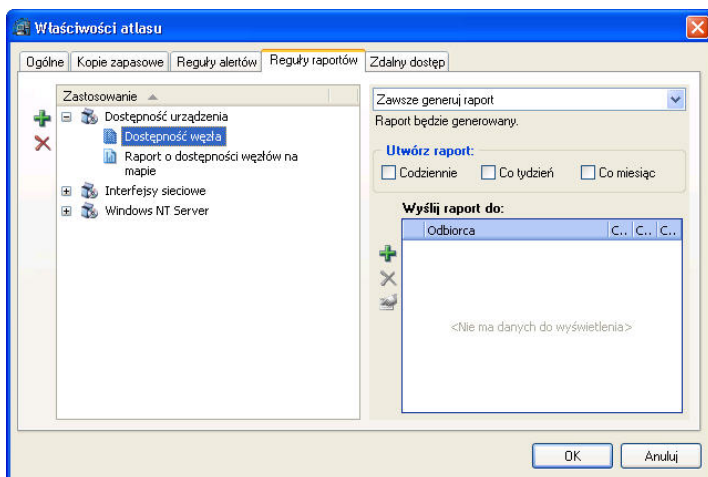 Właściwości atlasu
Ogólne Kopie zapasowe Reguły alertów Reguły raportów Zdalny dostęp
Zastosowanie
Dostępność urządzenia
Dostępność węzła
Raport o dostępności węzłów na
mapie
Interfejsy sieciowe
Windows NT Server
Zawsze generuj raport
Raport będzie generowany.
Utwórz raport:
Codziennie Co tydzień Co miesiąc
Wyślij raport do:
Odbiorca C.. C.. C..
<Nie ma danych do wyświetlenia>
OK Anuluj